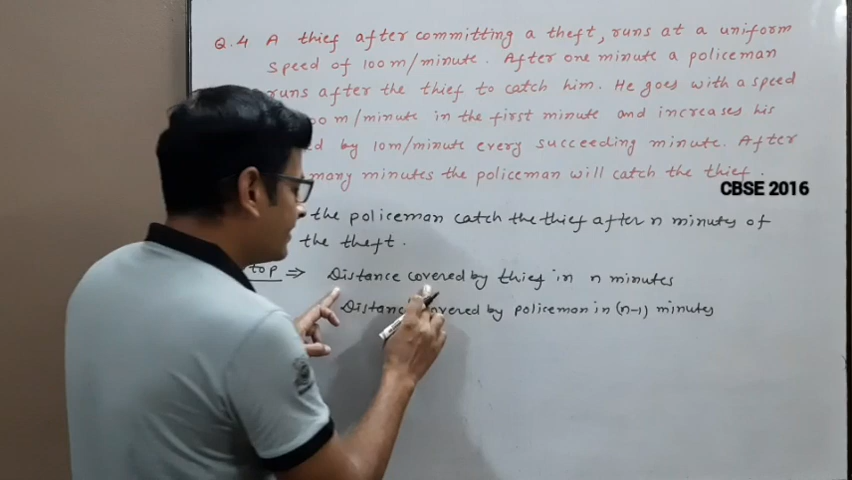 Q.4 A thief after committing a theft, runs at a uniform
speed of 100 m/minute. After one minute a policeman
runs after the thief to catch him. He goes with a speed
m/minute in the first minute and increases his
by 10m/minute every succeeding minute. After
many minutes the policeman will catch the thief.
CBSE 2016
the policeman catch the thief after n minutes of
the theft.
⇒ Distance covered by thief in n minutes
Distance covered by policeman in (n-1) minutes